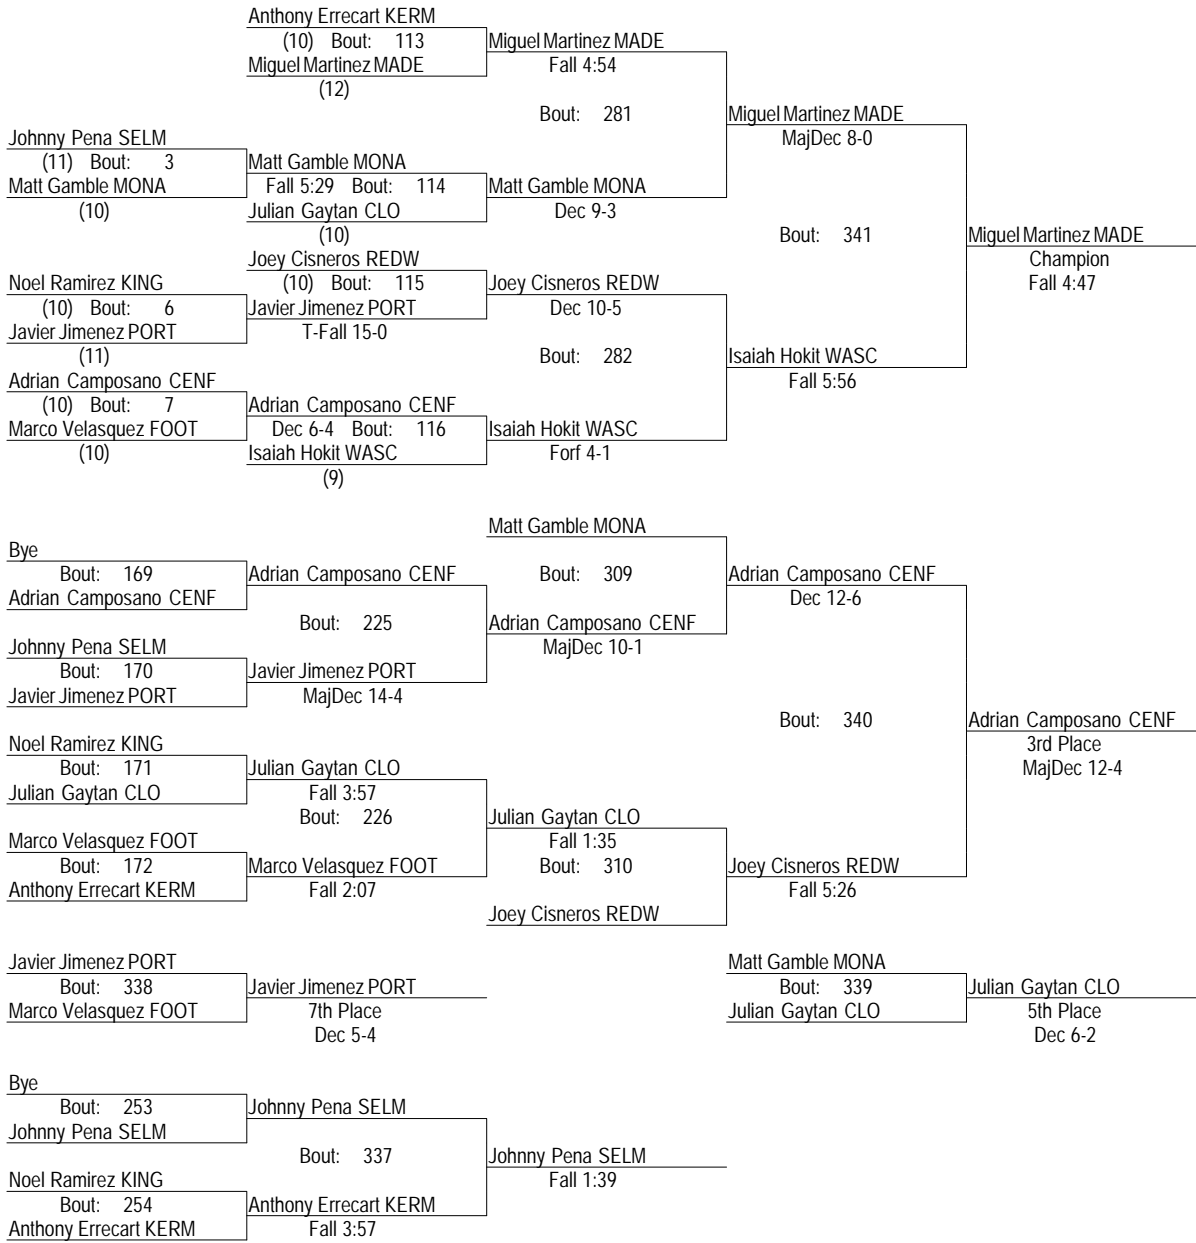 Anthony Errecart KERM
(10) Bout: 113 Miguel Martinez MADE
Miguel Martinez MADE Fall 4:54
(12)
Bout: 281 Miguel Martinez MADE
Johnny Pena SELM MajDec 8-0
(11) Bout: 3 Matt Gamble MONA
Matt Gamble MONA Fall 5:29 Bout: 114 Matt Gamble MONA
(10) Julian Gaytan CLO Dec 9-3
(10) Bout: 341 Miguel Martinez MADE
Joey Cisneros REDW Champion
Noel Ramirez KING (10) Bout: 115 Joey Cisneros REDW Fall 4:47
(10) Bout: 6 Javier Jimenez PORT Dec 10-5
Javier Jimenez PORT T-Fall 15-0
(11) Bout: 282 Isaiah Hokit WASC
Adrian Camposano CENF Fall 5:56
(10) Bout: 7 Adrian Camposano CENF
Marco Velasquez FOOT Dec 6-4 Bout: 116 Isaiah Hokit WASC
(10) Isaiah Hokit WASC Forf 4-1
(9)
Matt Gamble MONA
Bye
Bout: 169 Adrian Camposano CENF Bout: 309 Adrian Camposano CENF
Adrian Camposano CENF Dec 12-6
Bout: 225 Adrian Camposano CENF
Johnny Pena SELM MajDec 10-1
Bout: 170 Javier Jimenez PORT
Javier Jimenez PORT MajDec 14-4
Bout: 340 Adrian Camposano CENF
Noel Ramirez KING 3rd Place
Bout: 171 Julian Gaytan CLO MajDec 12-4
Julian Gaytan CLO Fall 3:57
Bout: 226 Julian Gaytan CLO
Marco Velasquez FOOT Fall 1:35
Bout: 172 Marco Velasquez FOOT Bout: 310 Joey Cisneros REDW
Anthony Errecart KERM Fall 2:07 Fall 5:26
Joey Cisneros REDW
Javier Jimenez PORT Matt Gamble MONA
Bout: 338 Javier Jimenez PORT Bout: 339 Julian Gaytan CLO
Marco Velasquez FOOT 7th Place Julian Gaytan CLO 5th Place
Dec 5-4 Dec 6-2
Bye
Bout: 253 Johnny Pena SELM
Johnny Pena SELM
Bout: 337 Johnny Pena SELM
Noel Ramirez KING Fall 1:39
Bout: 254 Anthony Errecart KERM
Anthony Errecart KERM Fall 3:57